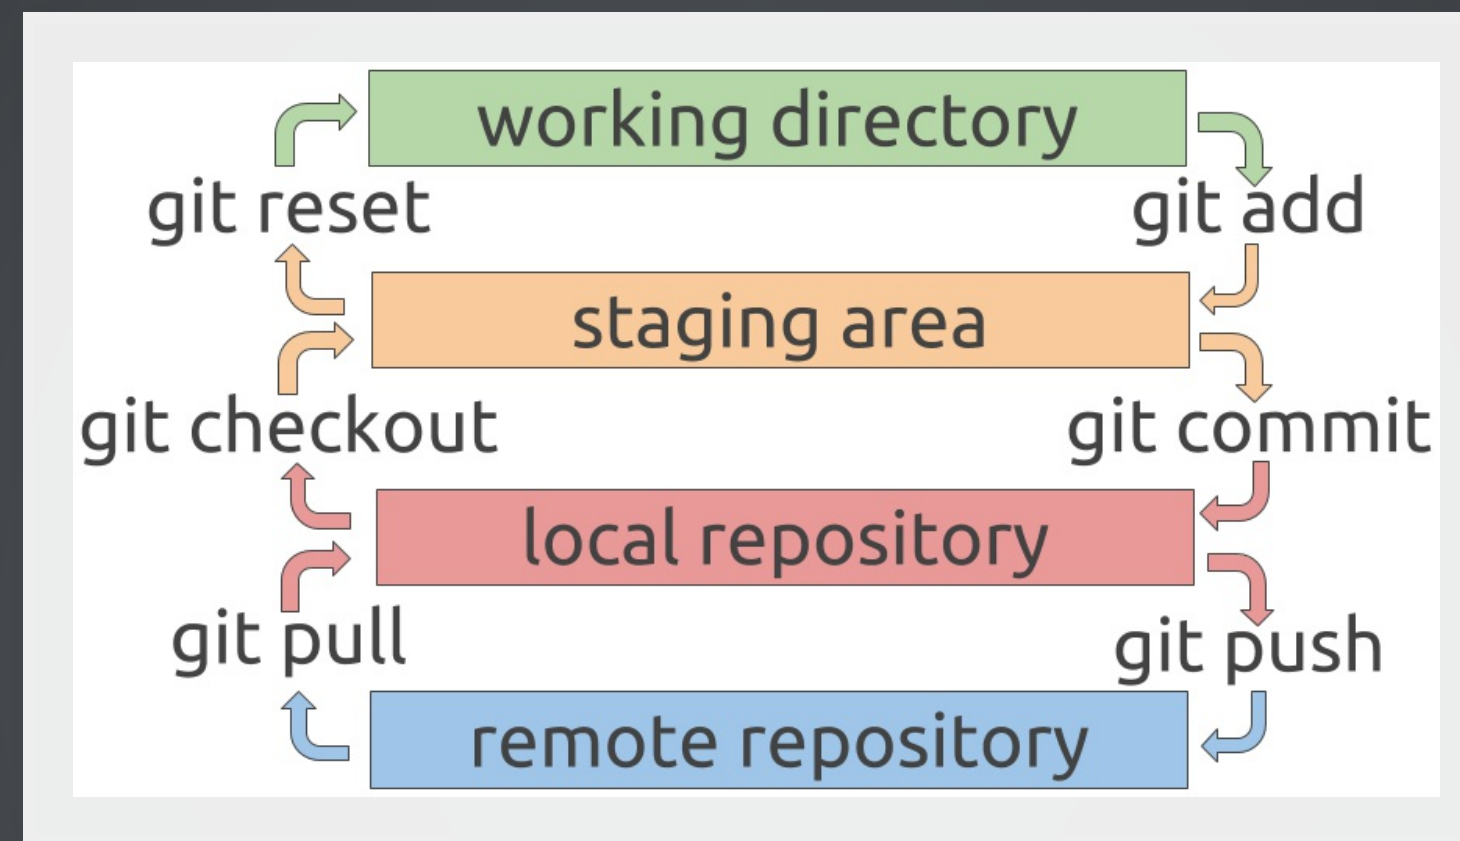 working directory
git reset
git add
staging area
git checkout
git commit
local repository
git pull
git push
remote repository